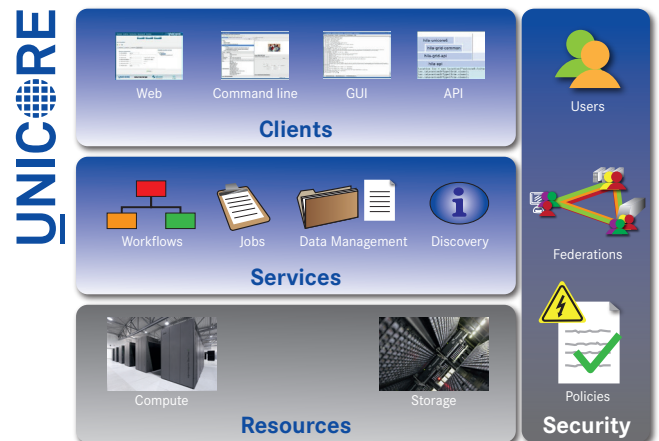 UNICORE
Web
Command line
GUI
API
Clients
Workflows
Jobs
Data Management
Discovery
Services
Compute
Storage
Resources
Users
Federations
Policies
Security